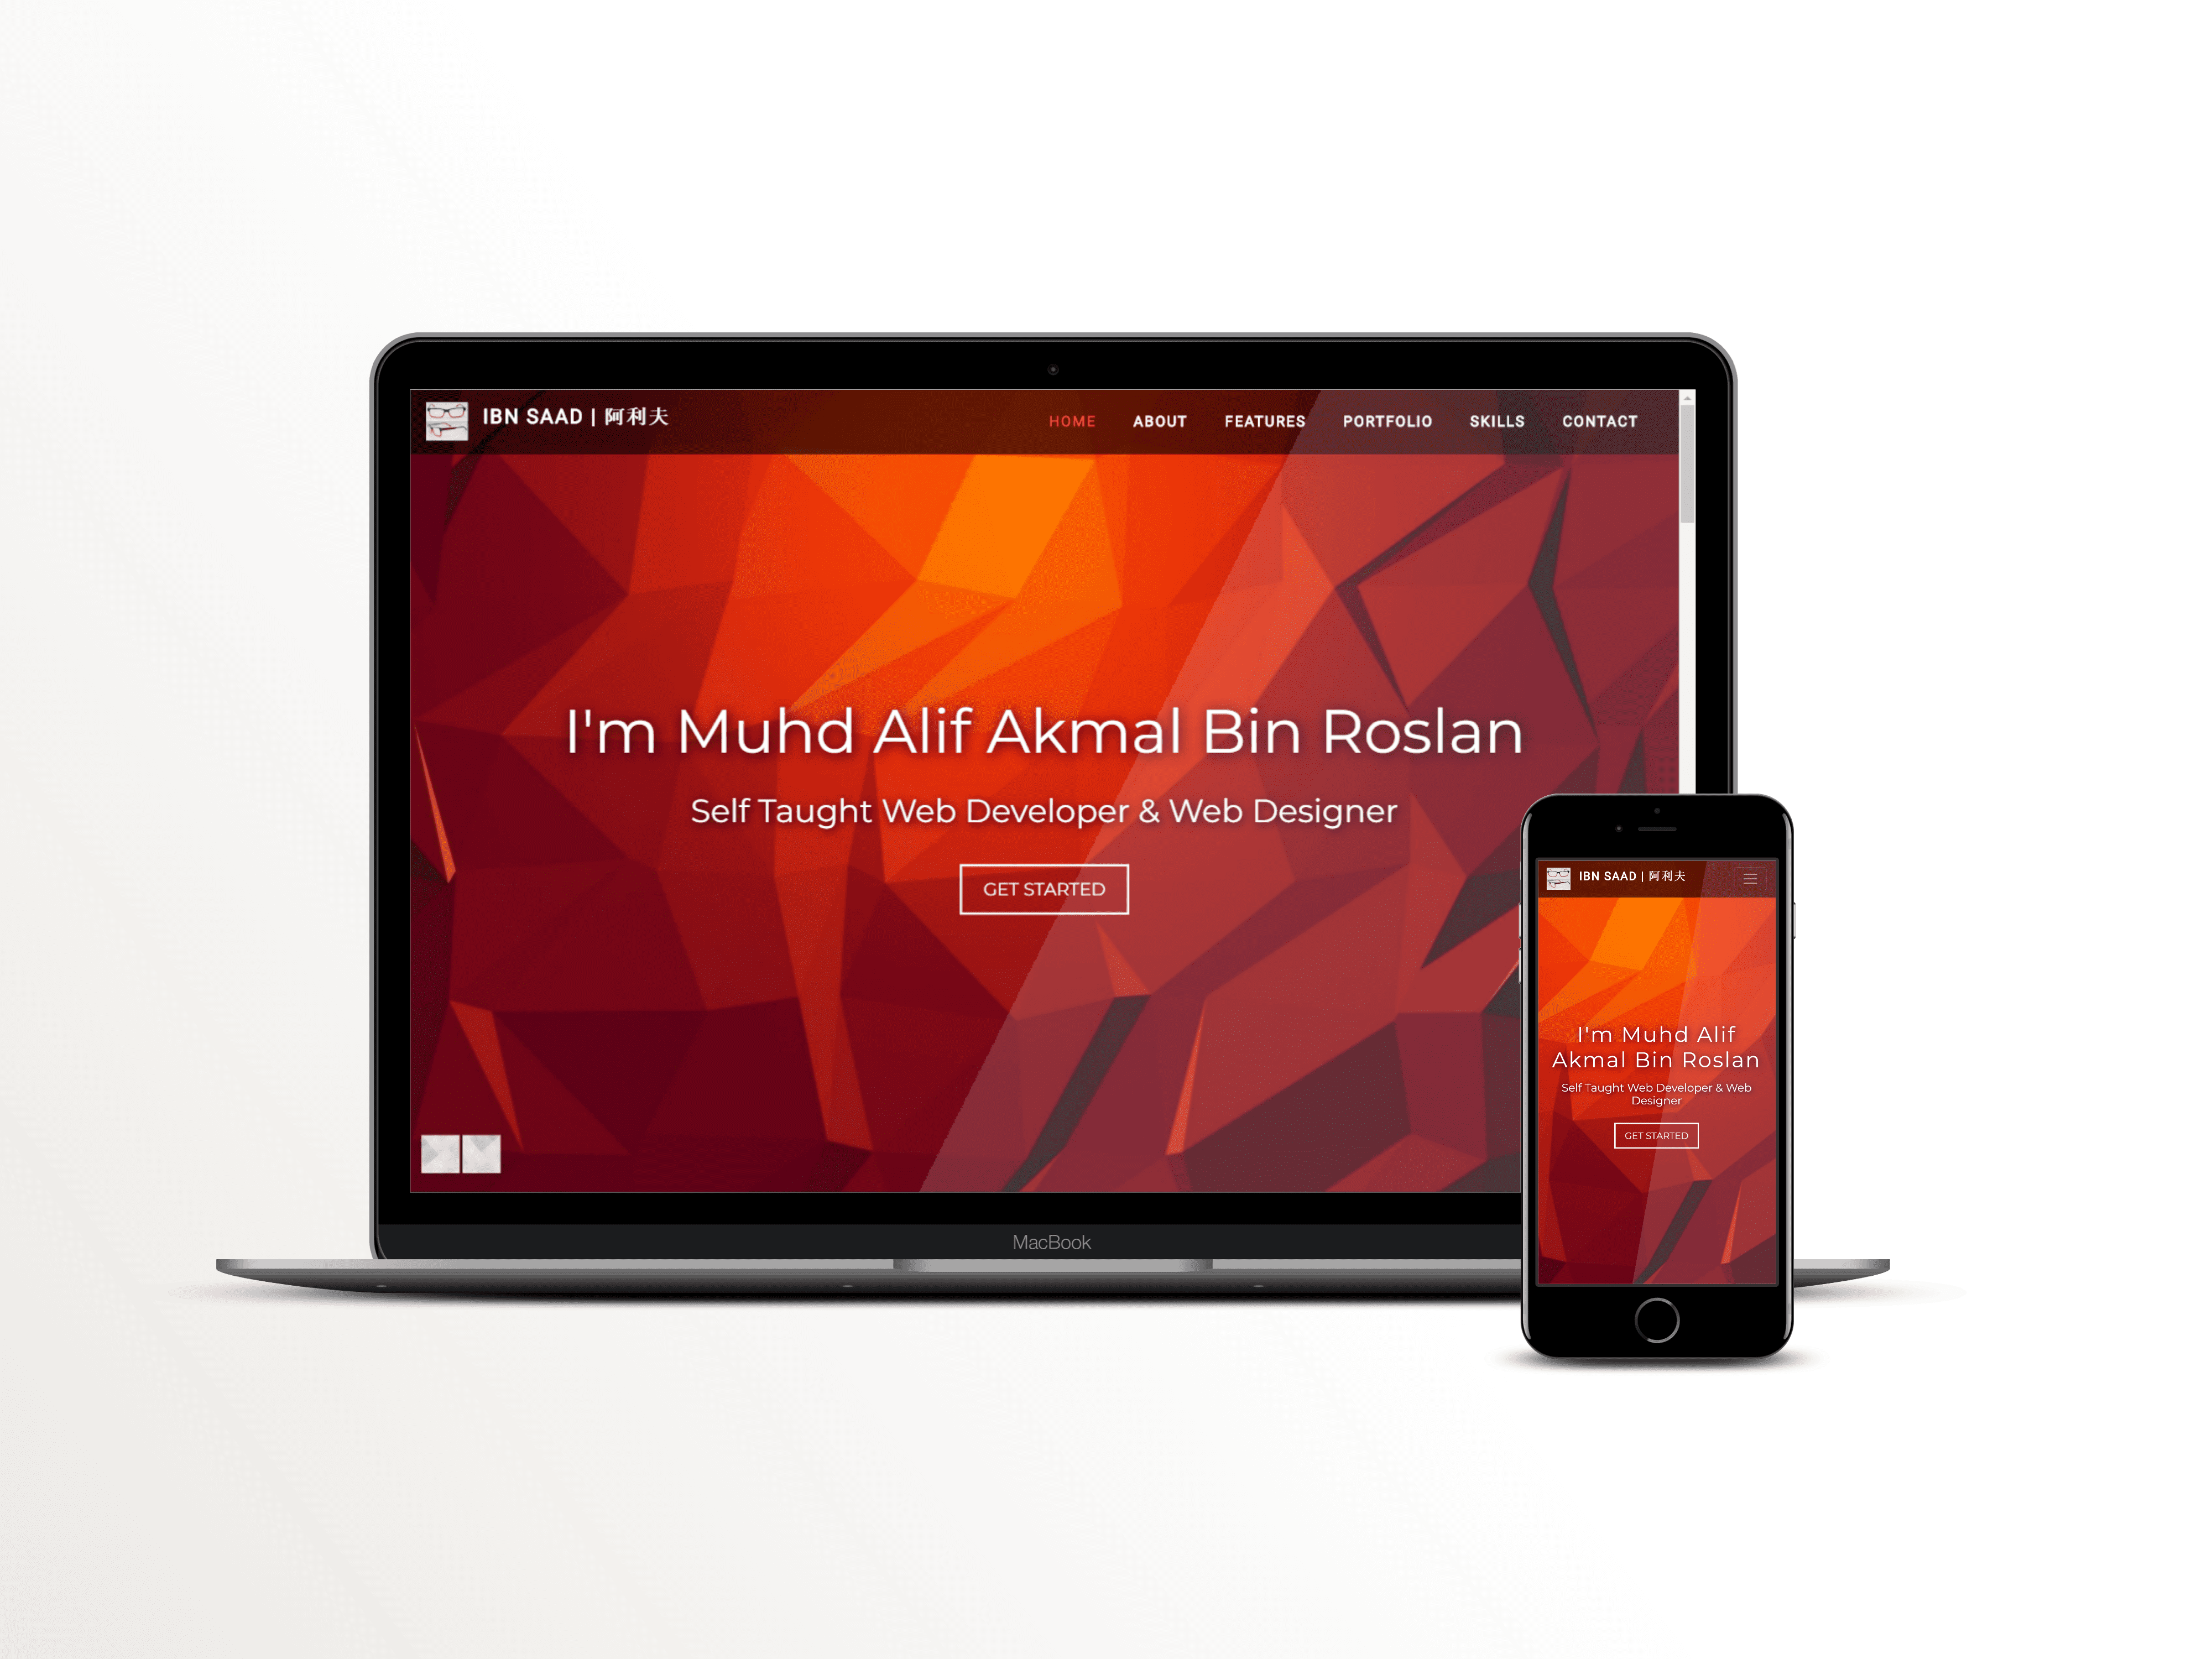 IBN SAAD | 阿利夫
HOME ABOUT FEATURES PORTFOLIO SKILLS CONTACT
I'm Muhd Alif Akmal Bin Roslan
Self Taught Web Developer & Web Designer
GET STARTED
MacBook
IBN SAAD | 阿利夫
I'm Muhd Alif
Akmal Bin Roslan
Self Taught Web Developer & Web
Designer
GET STARTED